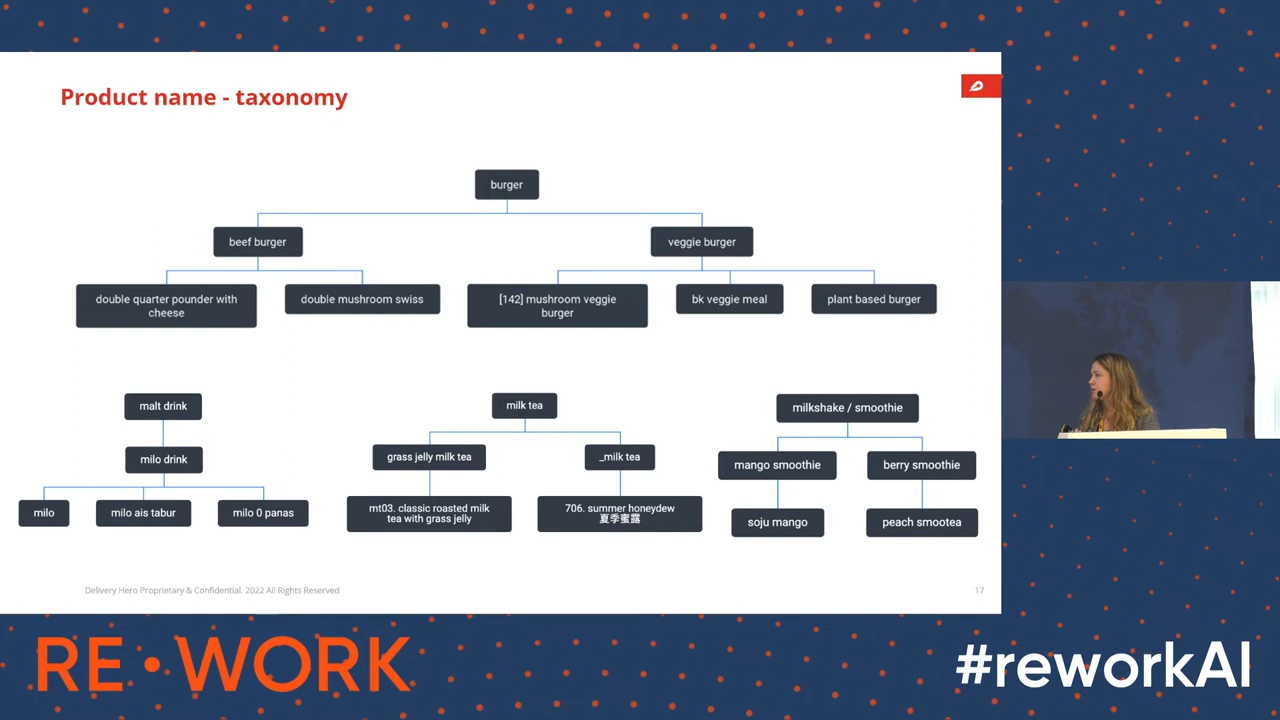 Product name - taxonomy
burger
beef burger
veggie burger
double quarter pounder with
cheese
double mushroom swiss
[142] mushroom veggie
burger
bk veggie meal
plant based burger
malt drink
milo drink
milo
milo ais tabur
milo 0 panas
milk tea
grass jelly milk tea
_milk tea
mt03. classic roasted milk
tea with grass jelly
706. summer honeydew
夏季蜜露
milkshake / smoothie
mango smoothie
berry smoothie
soju mango
peach smootea
Delivery Hero Proprietary & Confidential. 2022 All Rights Reserved
17
RE•WORK
#reworkAI